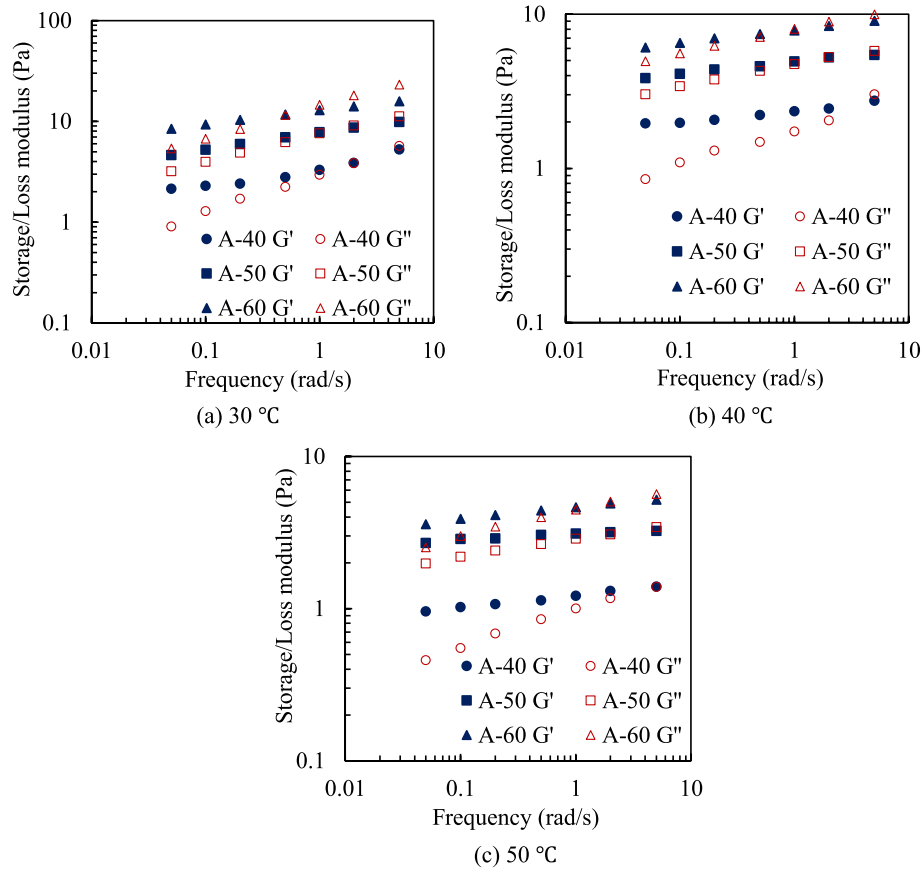 Storage/Loss modulus (Pa)
100
10
1
0.1
A-40 G' A-40 G"
A-50 G' A-50 G"
A-60 G' A-60 G"
0.01 0.1 1 10
Frequency (rad/s)
(a) 30 ℃
Storage/Loss modulus (Pa)
10
1
0.1
A-40 G' A-40 G"
A-50 G' A-50 G"
A-60 G' A-60 G"
0.01 0.1 1 10
Frequency (rad/s)
(b) 40 ℃
Storage/Loss modulus (Pa)
10
1
0.1
A-40 G' A-40 G"
A-50 G' A-50 G"
A-60 G' A-60 G"
0.01 0.1 1 10
Frequency (rad/s)
(c) 50 ℃